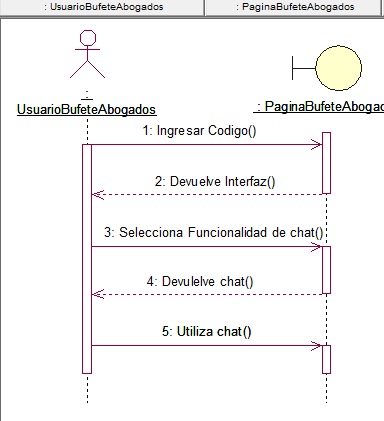 : UsuarioBufeteAbogados
: PaginaBufeteAbogados
:
UsuarioBufeteAbogados
: PaginaBufeteAbogad
1: Ingresar Codigo()
2: Devuelve Interfaz()
3: Selecciona Funcionalidad de chat()
4: Devulelve chat()
5: Utiliza chat()